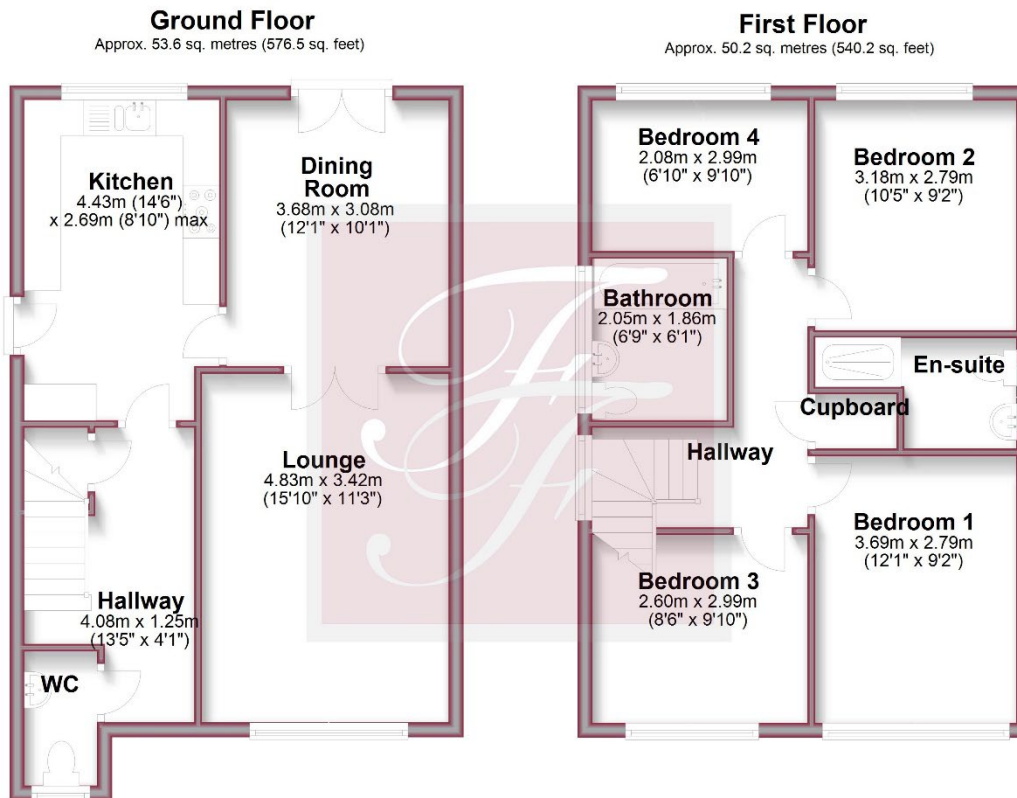 Ground Floor
Approx. 53.6 sq. metres (576.5 sq. feet)
Kitchen
4.43m (14'6")
x 2.69m (8'10") max
Dining
Room
3.68m x 3.08m
(12'1" x 10'1")
Lounge
4.83m x 3.42m
(15'10" x 11'3")
Hallway
4.08m x 1.25m
(13'5" x 4'1")
WC
First Floor
Approx. 50.2 sq. metres (540.2 sq. feet)
Bedroom 4
2.08m x 2.99m
(6'10" x 9'10")
Bedroom 2
3.18m x 2.79m
(10'5" x 9'2")
Bathroom
2.05m x 1.86m
(6'9" x 6'1")
En-suite
Cupboard
Hallway
Bedroom 1
3.69m x 2.79m
(12'1" x 9'2")
Bedroom 3
2.60m x 2.99m
(8'6" x 9'10")